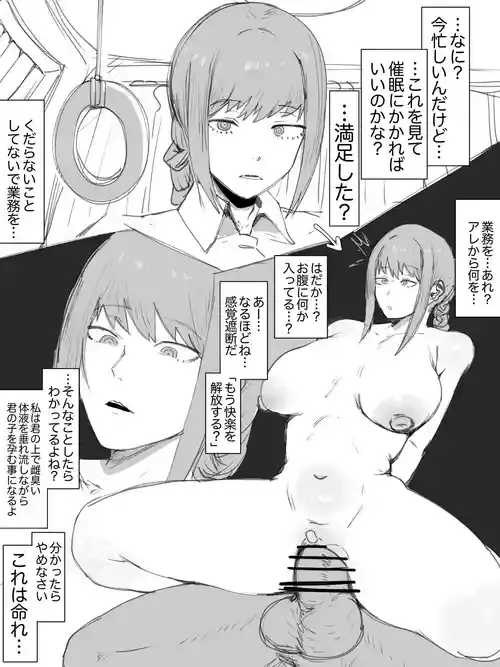 …なに？
今忙しいんだけど…
…これを見て
催眠にかかれば
いいのかな？
…満足した？
くだらないこと
してないで業務を…
業務を…あれ？
アレから何を…
はだか…？
お腹に何か
入ってる…？
あー…
なるほどね…
感覚遮断だ
「もう快楽を
解放する？」
…そんなことしたら
わかってるよね？
私は君の上で雌臭い
体液を垂れ流しながら
君の子を孕む事になるよ
分かったら
やめなさい
これは命れ…